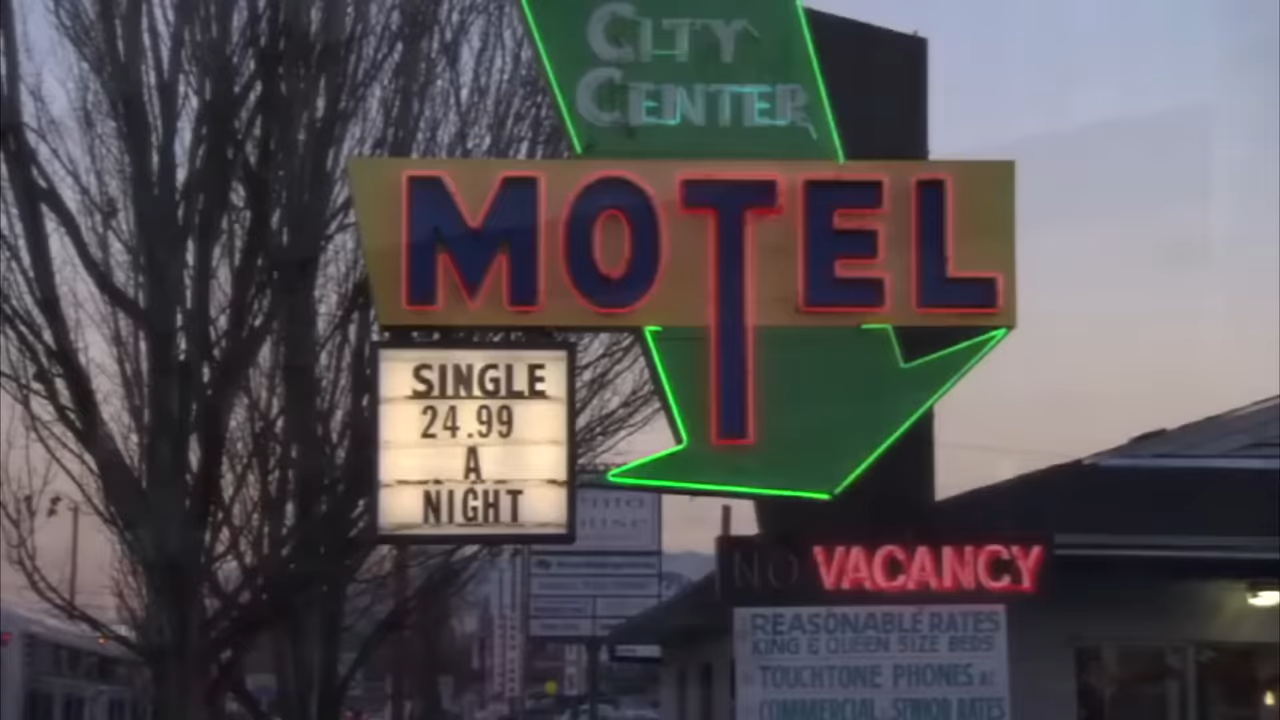 CITY
CENTER
MOTEL
SINGLE
24.99
A
NIGHT
NO VACANCY
REASONABLE RATES
KING & QUEEN SIZE BEDS
TOUCHTONE PHONES
COMMERCIAL SENIOR RATES